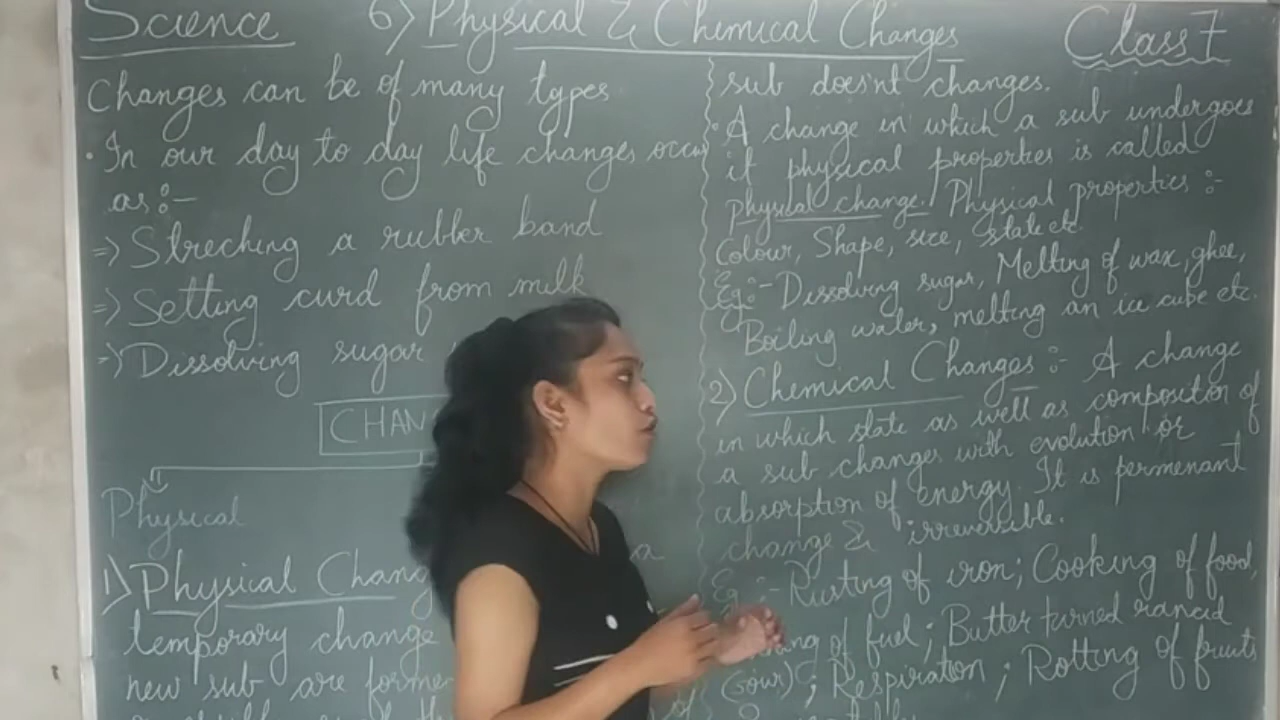 Science 6) Physical & Chemical Changes Class 7
Changes can be of many types
• In our day to day life changes occur
as :-
=> Streching a rubber band
=> Setting curd from milk
=> Dissolving sugar
CHAN
Physical
1) Physical Chang
temporary change
new sub are forme
sub doesn't changes.
• A change in which a sub undergoes
it physical properties is called
physical change. Physical properties :-
Colour, Shape, size, state etc.
Eg:- Dissolving sugar, Melting of wax, ghee,
Boiling water, melting an ice cube etc.
2) Chemical Changes :- A change
in which state as well as composition of
a sub changes with evolution or
absorption of energy. It is permenant
change & irreversible.
Eg :- Rusting of iron; Cooking of food,
of fuel; Butter turned rancid
(sour); Respiration; Rotting of fruits